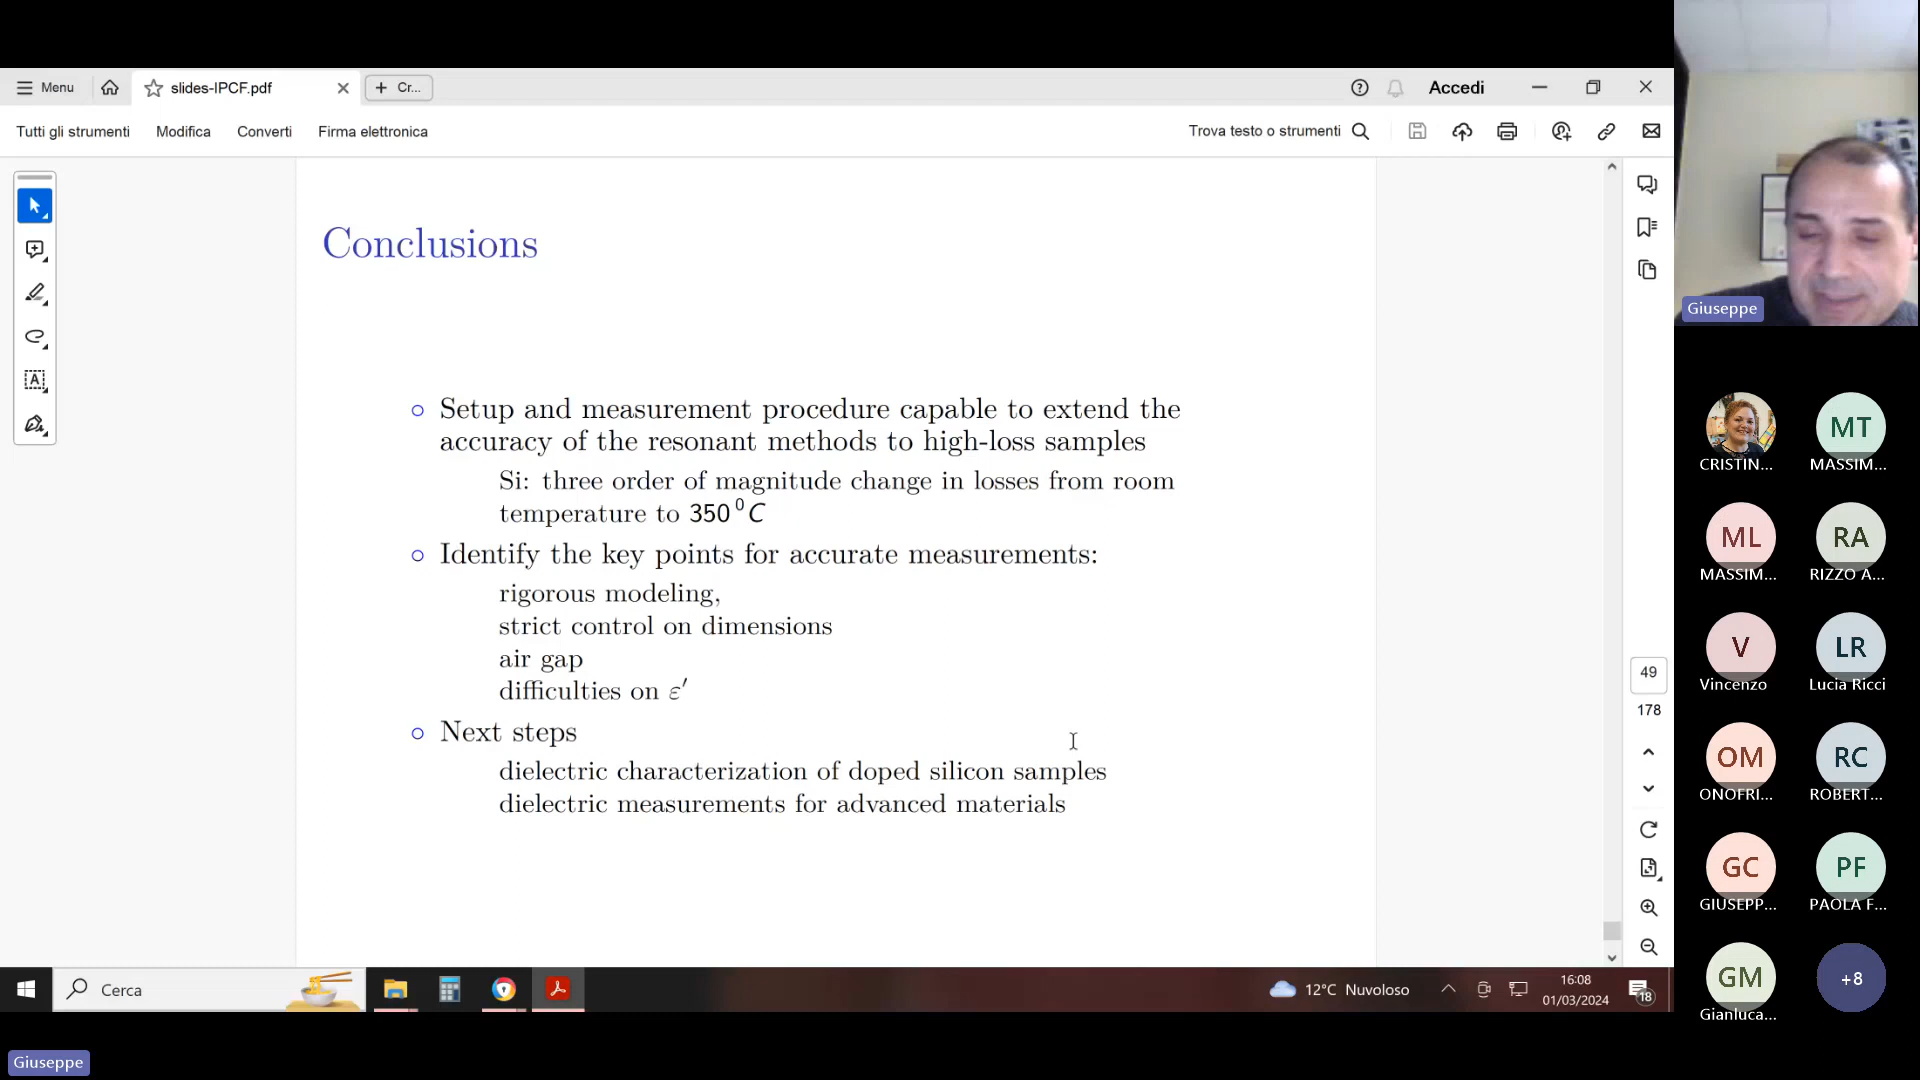 Menu
slides-IPCF.pdf
Cr...
Accedi
Tutti gli strumenti
Modifica
Converti
Firma elettronica
Trova testo o strumenti
Conclusions
Setup and measurement procedure capable to extend the
accuracy of the resonant methods to high-loss samples
Si: three order of magnitude change in losses from room
temperature to 350 ⁰C
Identify the key points for accurate measurements:
rigorous modeling,
strict control on dimensions
air gap
difficulties on ε′
Next steps
dielectric characterization of doped silicon samples
dielectric measurements for advanced materials
49
178
Cerca
12°C Nuvoloso
16:08
01/03/2024
18
Giuseppe
Giuseppe
CRISTIN...
MT
MASSIM...
ML
MASSIM...
RA
RIZZO A...
V
Vincenzo
LR
Lucia Ricci
OM
ONOFRI...
RC
ROBERT...
GC
GIUSEPP...
PF
PAOLA F...
GM
Gianluca...
+8